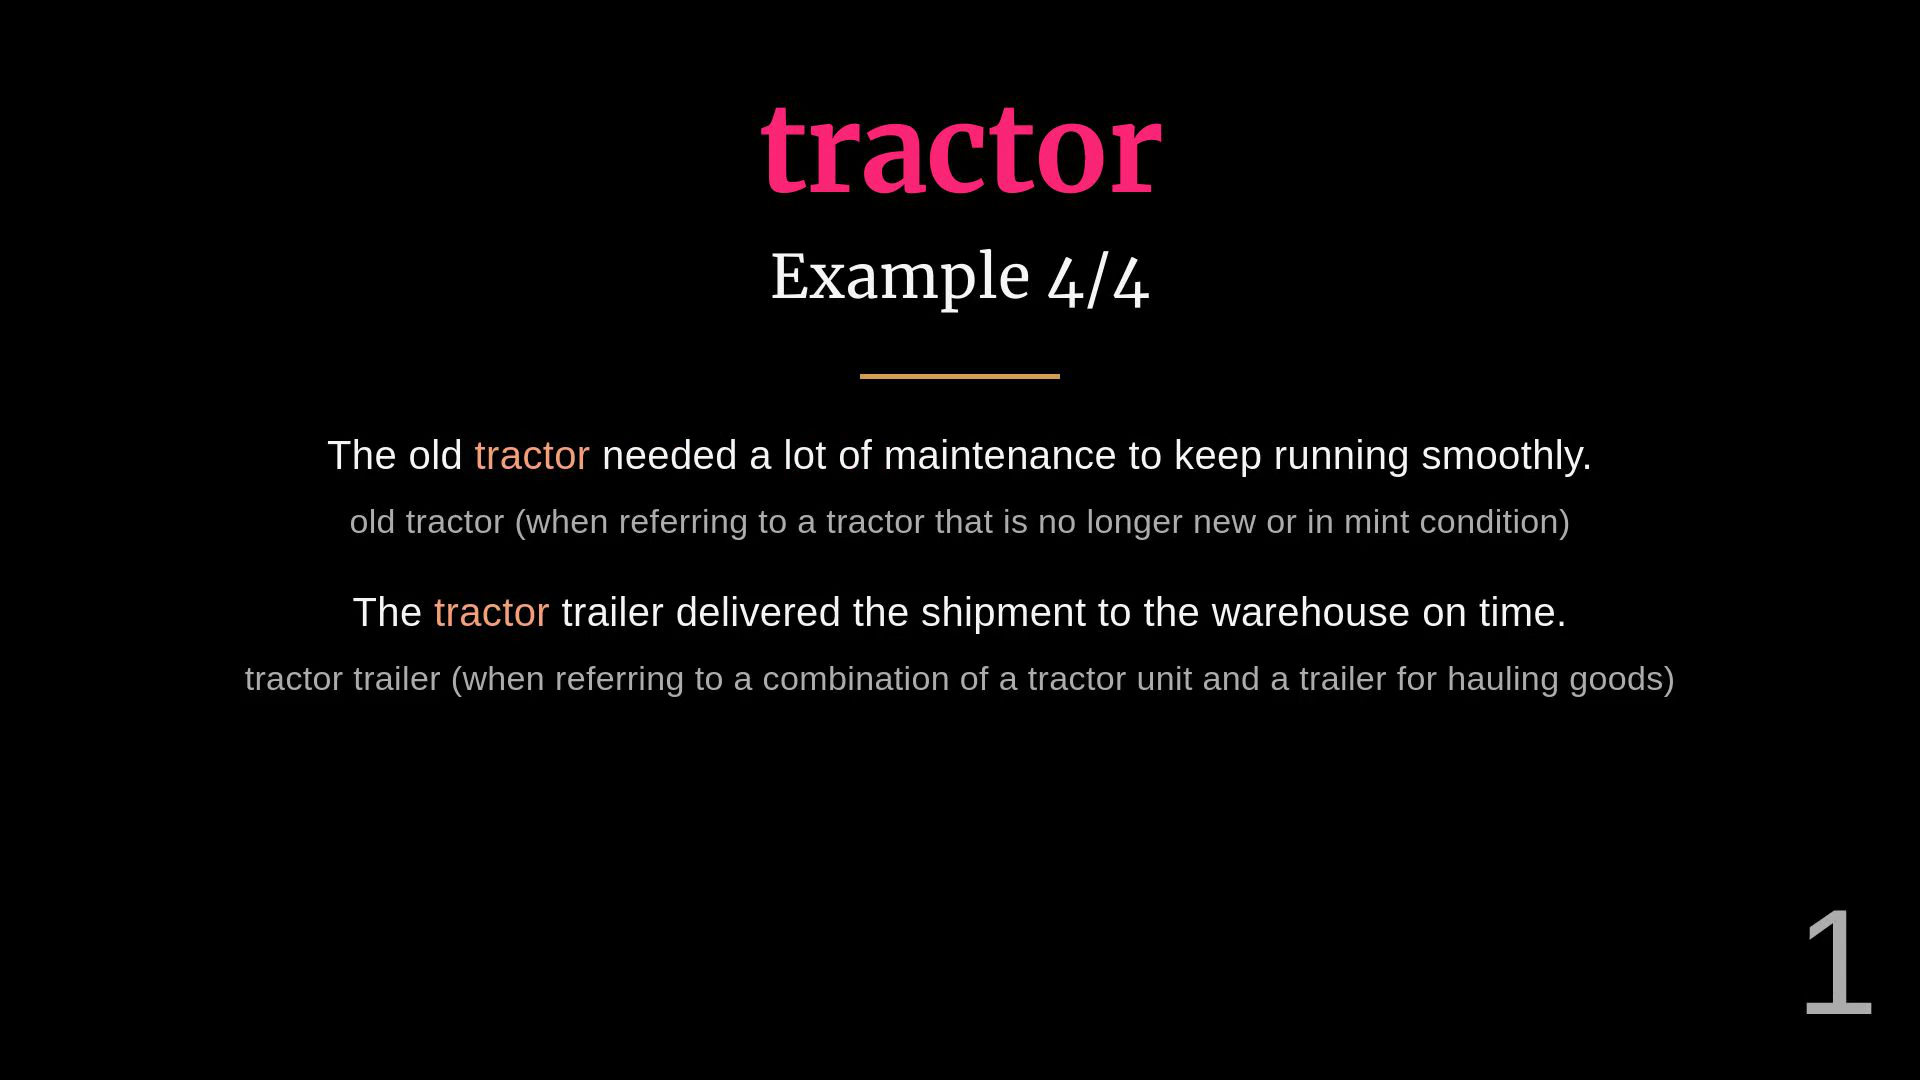 tractor
Example 4/4
The old tractor needed a lot of maintenance to keep running smoothly.
old tractor (when referring to a tractor that is no longer new or in mint condition)
The tractor trailer delivered the shipment to the warehouse on time.
tractor trailer (when referring to a combination of a tractor unit and a trailer for hauling goods)
1